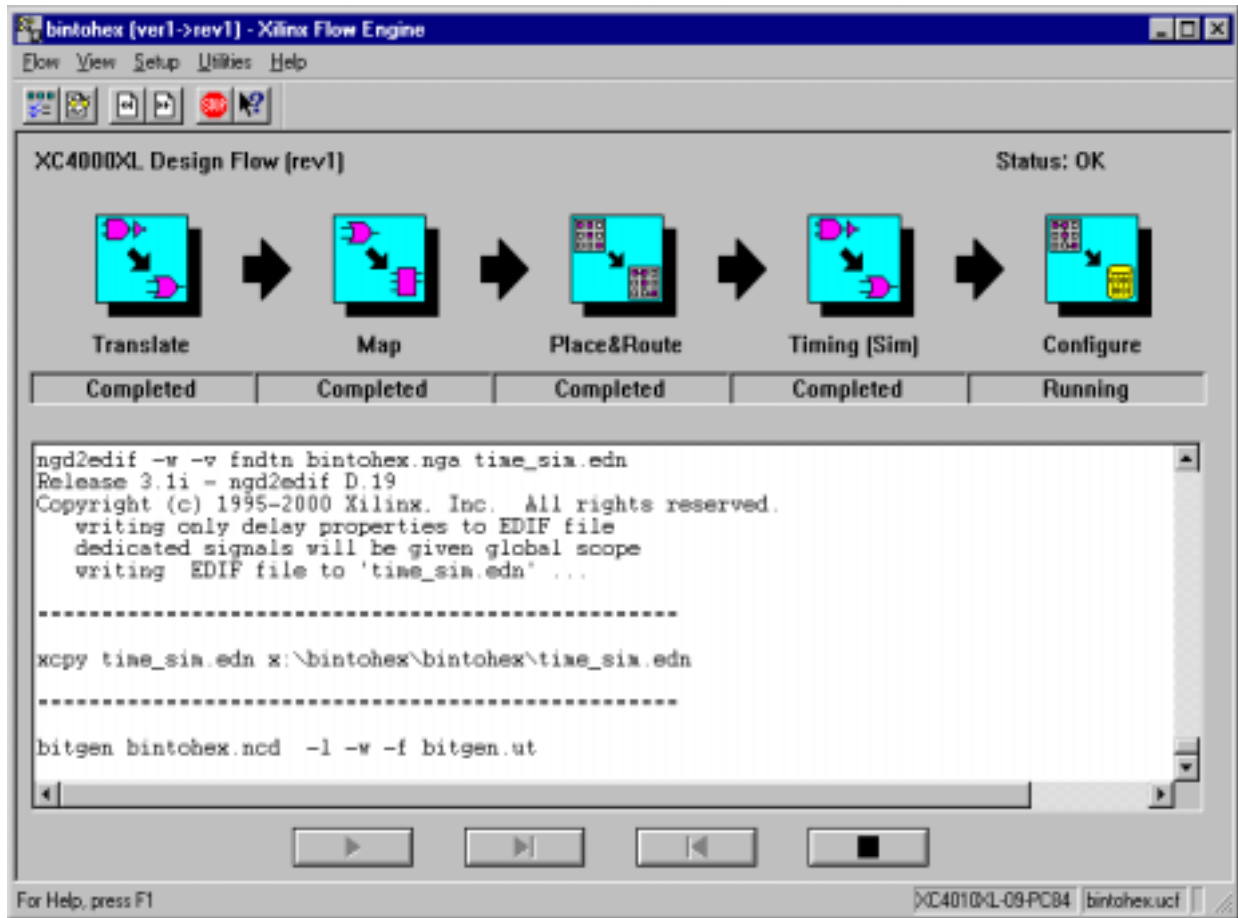 bintohex (ver1->rev1) - Xilinx Flow Engine
Flow View Setup Utilities Help
STOP
XC4000XL Design Flow (rev1) Status: OK
Translate Map Place&Route Timing (Sim) Configure
Completed Completed Completed Completed Running
ngd2edif -w -v fndtn bintohex.nga time_sim.edn
Release 3.1i - ngd2edif D.19
Copyright (c) 1995-2000 Xilinx, Inc.  All rights reserved.
writing only delay properties to EDIF file
dedicated signals will be given global scope
writing  EDIF file to 'time_sim.edn' ...
--------------------------------------------------
xcpy time_sim.edn x:\bintohex\bintohex\time_sim.edn
--------------------------------------------------
bitgen bintohex.ncd  -l -w -f bitgen.ut
For Help, press F1 XC4010XL-09-PC84 bintohex.ucf